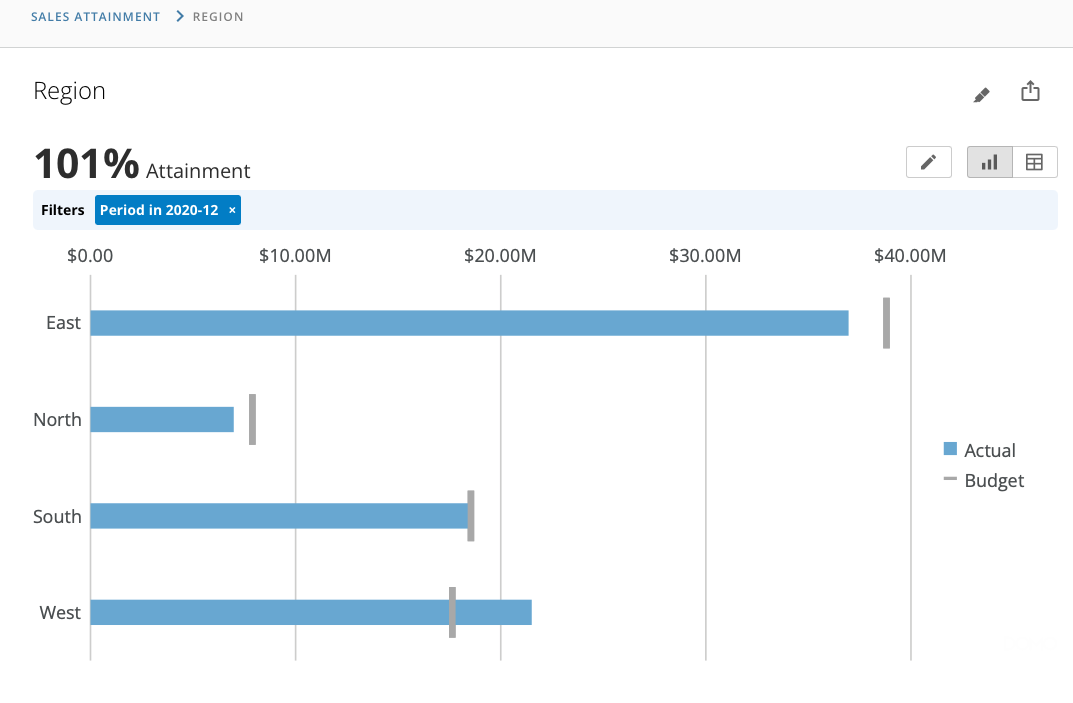 SALES ATTAINMENT > REGION
Region
101% Attainment
Filters Period in 2020-12 ×
$0.00 $10.00M $20.00M $30.00M $40.00M
East
North
South
West
Actual
Budget